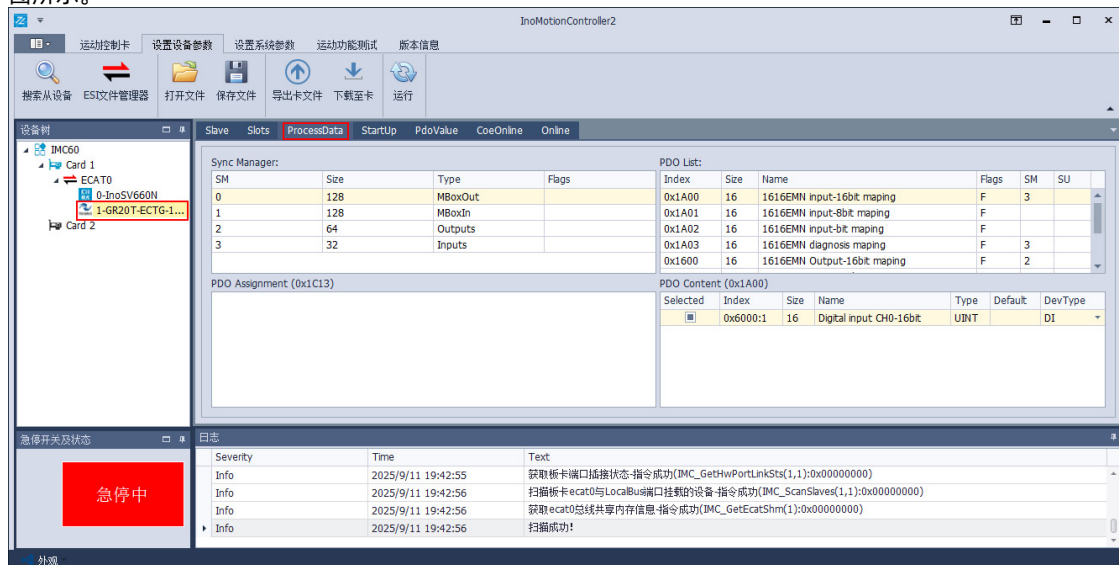 图所示。
InoMotionController2
运动控制卡 设置设备参数 设置系统参数 运动功能测试 版本信息
搜索从设备 ESI文件管理器 打开文件 保存文件 导出卡文件 下载至卡 运行
设备树
IMC60
Card 1
ECAT0
0-InoSV660N
1-GR20T-ECTG-1...
Card 2
Slave Slots ProcessData StartUp PdoValue CoeOnline Online
Sync Manager:
SM Size Type Flags
0 128 MBoxOut
1 128 MBoxIn
2 64 Outputs
3 32 Inputs
PDO List:
Index Size Name Flags SM SU
0x1A00 16 1616EMN input-16bit maping F 3
0x1A01 16 1616EMN input-8bit maping F
0x1A02 16 1616EMN input-bit maping F
0x1A03 16 1616EMN diagnosis maping F 3
0x1600 16 1616EMN Output-16bit maping F 2
PDO Assignment (0x1C13)
PDO Content (0x1A00)
Selected Index Size Name Type Default DevType
0x6000:1 16 Digital input CH0-16bit UINT DI
急停开关及状态
急停中
日志
Severity Time Text
Info 2025/9/11 19:42:55 获取板卡端口插接状态-指令成功(IMC_GetHwPortLinkSts(1,1):0x00000000)
Info 2025/9/11 19:42:56 扫描板卡ecat0与LocalBus端口挂载的设备-指令成功(IMC_ScanSlaves(1,1):0x00000000)
Info 2025/9/11 19:42:56 获取ecat0总线共享内存信息-指令成功(IMC_GetEcatShm(1):0x00000000)
Info 2025/9/11 19:42:56 扫描成功!
外观